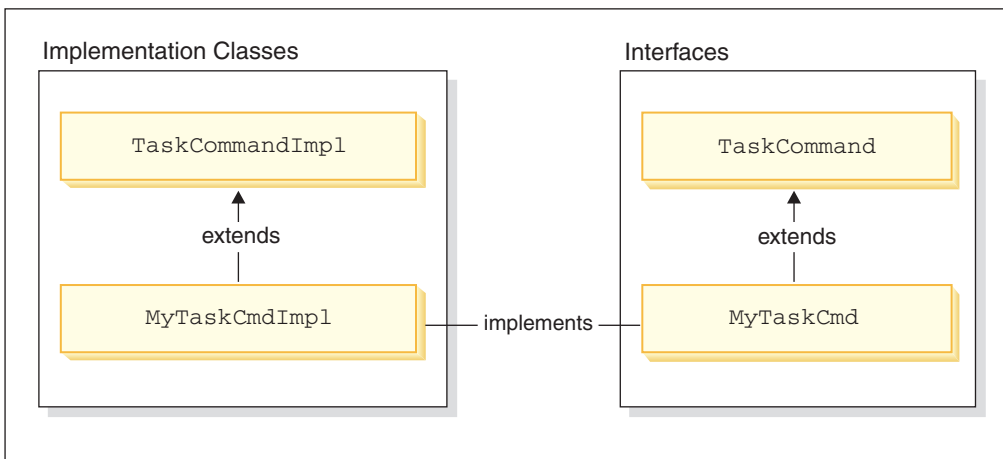 Implementation Classes
TaskCommandImpl
extends
MyTaskCmdImpl
implements
Interfaces
TaskCommand
extends
MyTaskCmd